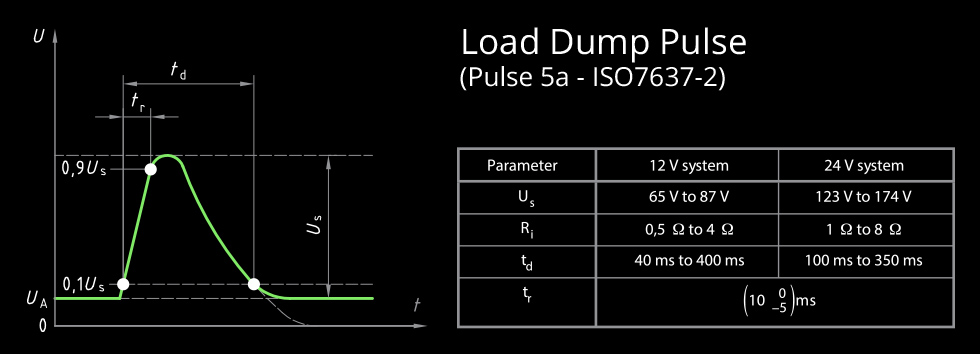 Load Dump Pulse
(Pulse 5a - ISO7637-2)
U
t_d
t_r
0,9U_s
U_s
0,1U_s
U_A
0
t
Parameter 12 V system 24 V system
U_s 65 V to 87 V 123 V to 174 V
R_i 0,5 Ω to 4 Ω 1 Ω to 8 Ω
t_d 40 ms to 400 ms 100 ms to 350 ms
t_r (10 0 −5)ms